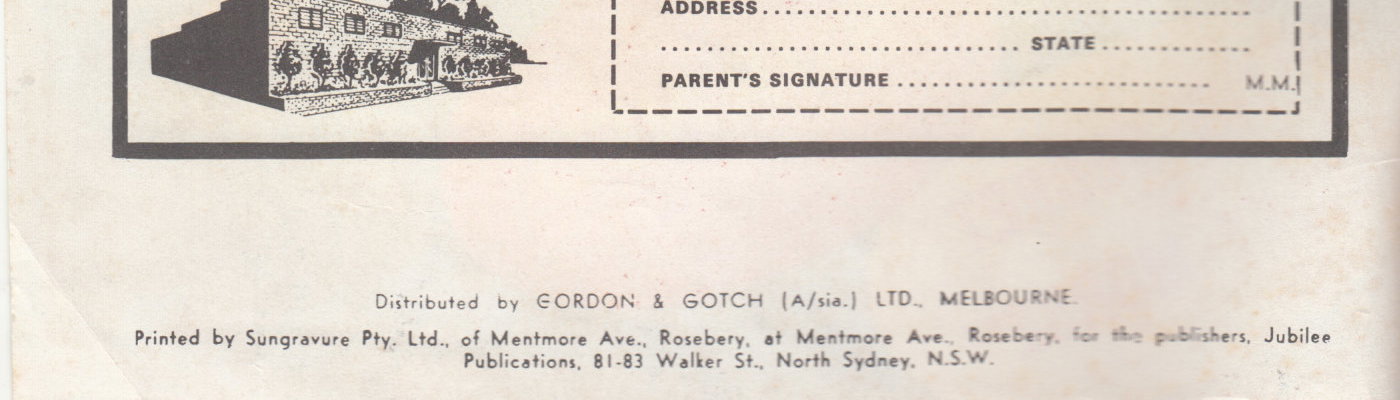 ADDRESS..................................................................
.................................................... STATE......................
PARENT'S SIGNATURE.............................................. M.M.
Distributed by GORDON & GOTCH (A/sia.) LTD., MELBOURNE.
Printed by Sungravure Pty. Ltd., of Mentmore Ave., Rosebery, at Mentmore Ave., Rosebery, for the publishers, Jubilee
Publications, 81-83 Walker St., North Sydney, N.S.W.